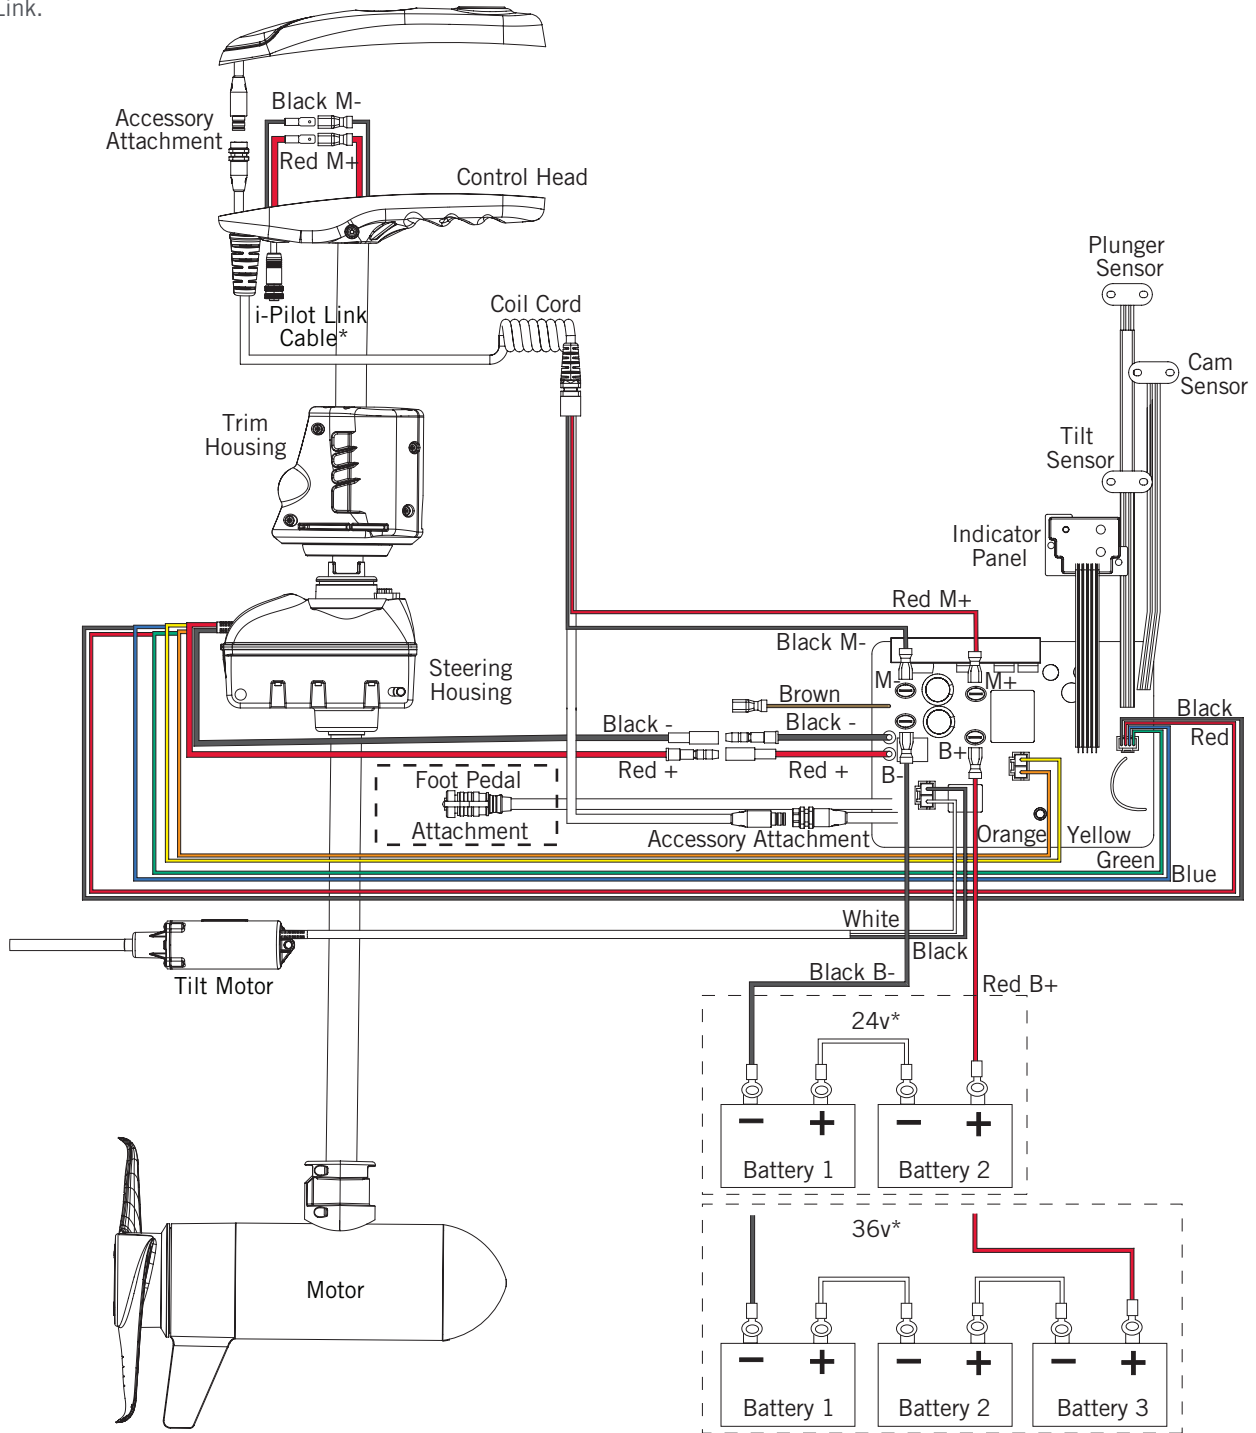 Link.
Black M-
Accessory
Attachment
Red M+
Control Head
Plunger
Sensor
i-Pilot Link
Cable*
Coil Cord
Cam
Sensor
Trim
Housing
Tilt
Sensor
Indicator
Panel
Red M+
Black M-
Steering
Housing
M-
M+
Brown
Black -
Black -
Black
Red
B+
Red +
Red +
B-
Foot Pedal
Attachment
Accessory Attachment
Orange
Yellow
Green
Blue
White
Black
Tilt Motor
Black B-
Red B+
24v*
− + − +
Battery 1
Battery 2
36v*
Motor
− + − + − +
Battery 1
Battery 2
Battery 3